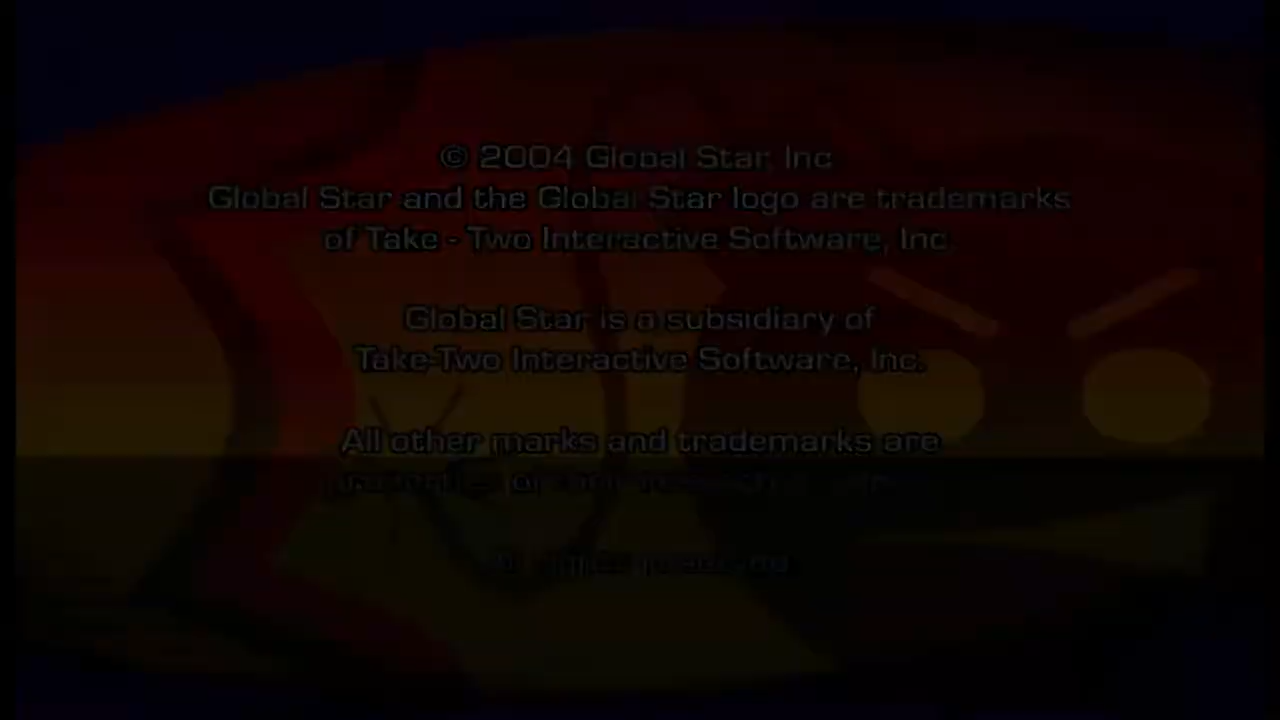 © 2004 Global Star, Inc
Global Star and the Global Star logo are trademarks
of Take - Two Interactive Software, Inc.
Global Star is a subsidiary of
Take-Two Interactive Software, Inc.
All other marks and trademarks are